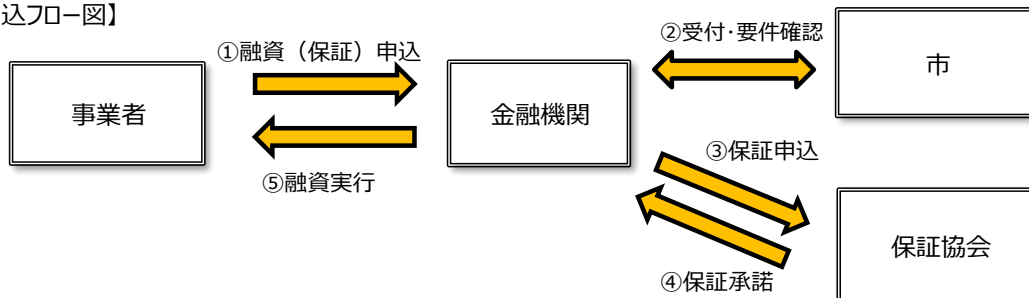 込フロー図】
①融資（保証）申込
②受付・要件確認
事業者
金融機関
市
③保証申込
⑤融資実行
保証協会
④保証承諾